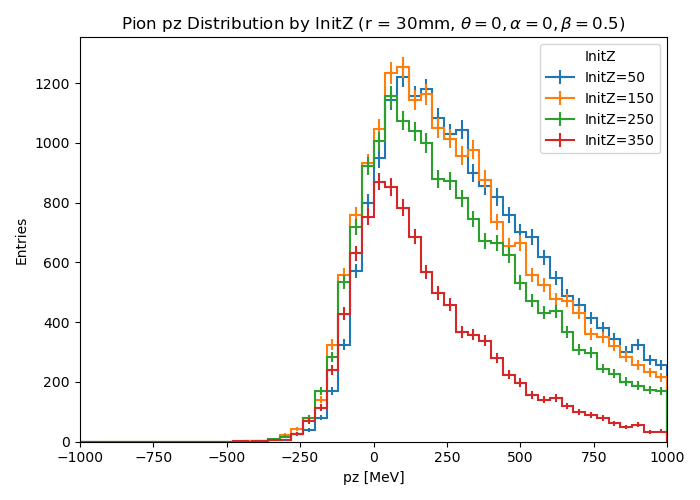 Pion pz Distribution by InitZ (r = 30mm, θ = 0, α = 0, β = 0.5)
InitZ
InitZ=50
InitZ=150
InitZ=250
InitZ=350
Entries
1200
1000
800
600
400
200
0
−1000 −750 −500 −250 0 250 500 750 1000
pz [MeV]